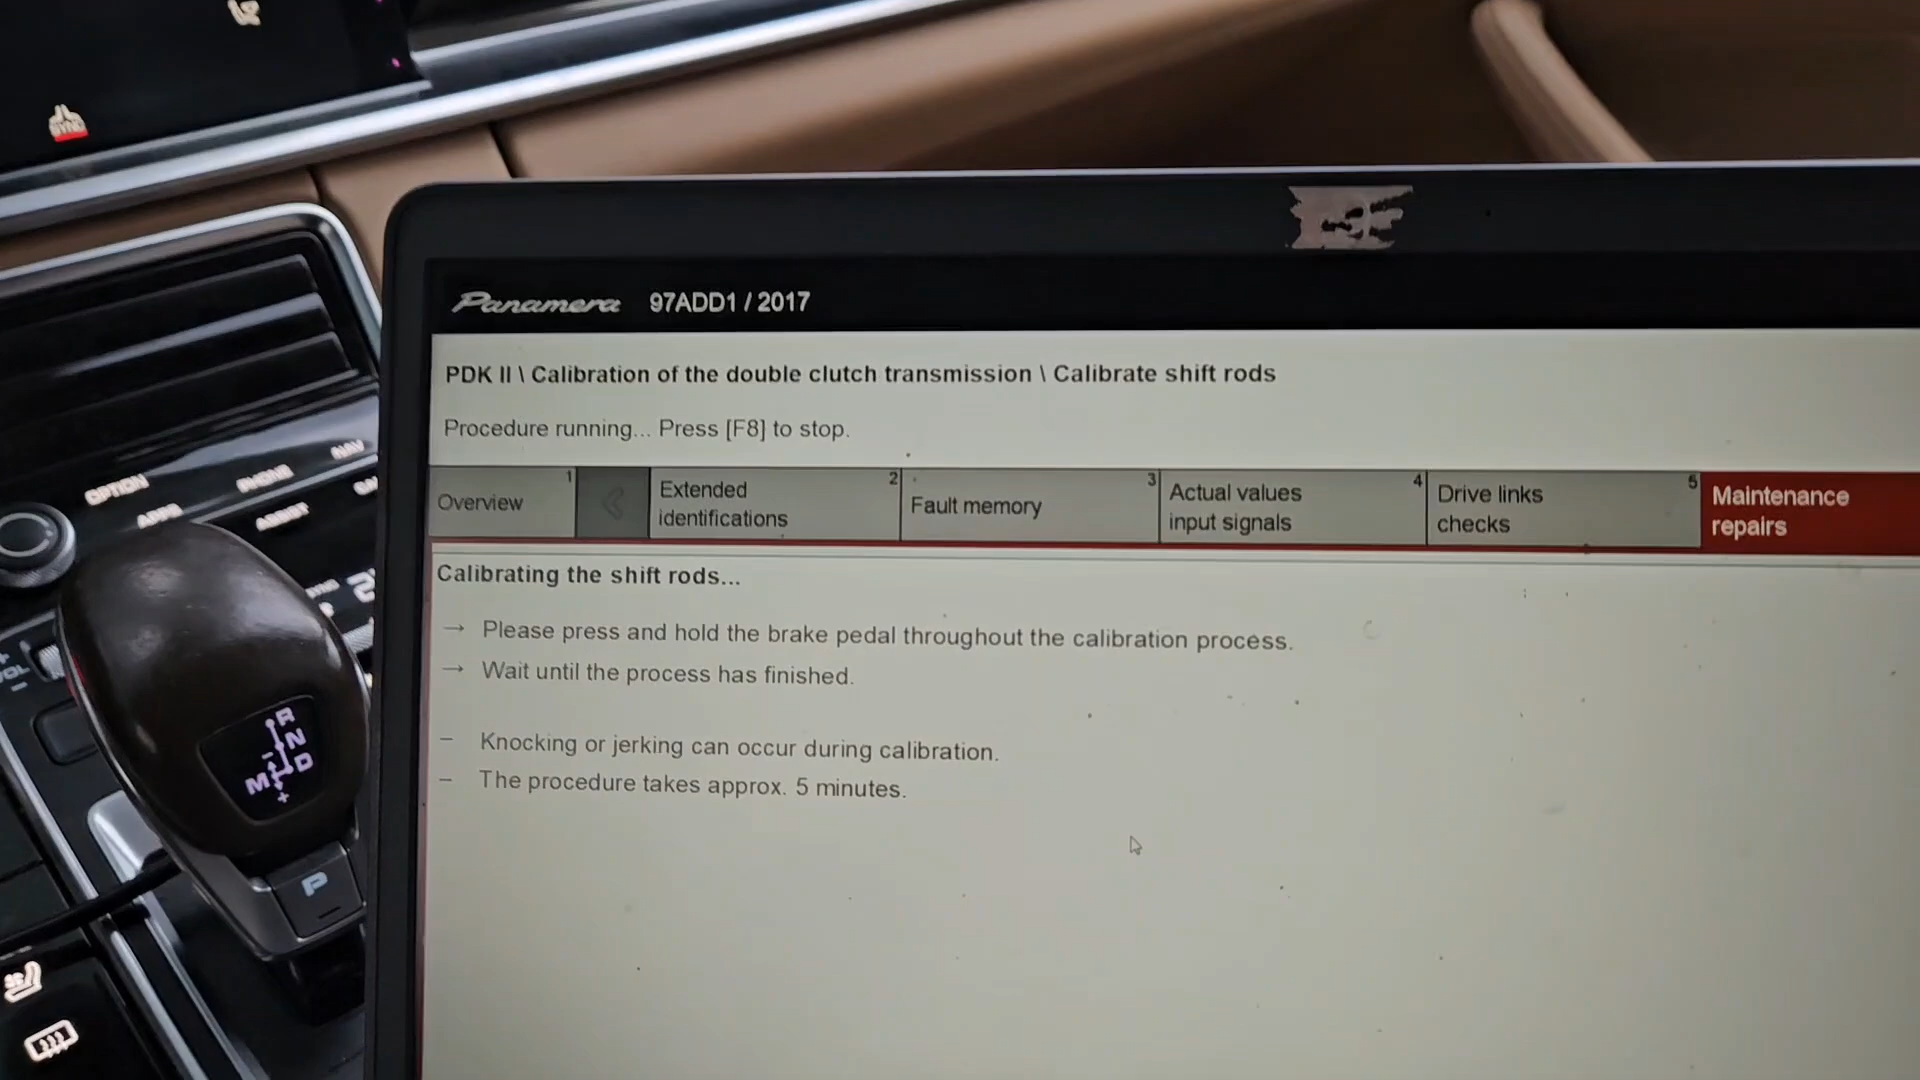 Panamera 97ADD1 / 2017
PDK II \ Calibration of the double clutch transmission \ Calibrate shift rods
Procedure running... Press [F8] to stop.
Overview 1
Extended identifications 2
Fault memory 3
Actual values input signals 4
Drive links checks 5
Maintenance repairs
Calibrating the shift rods...
→ Please press and hold the brake pedal throughout the calibration process.
→ Wait until the process has finished.
– Knocking or jerking can occur during calibration.
– The procedure takes approx. 5 minutes.
OPTION
PHONE
NAV
APPS
ASSIST
VOL
R
N
D
M
+
P